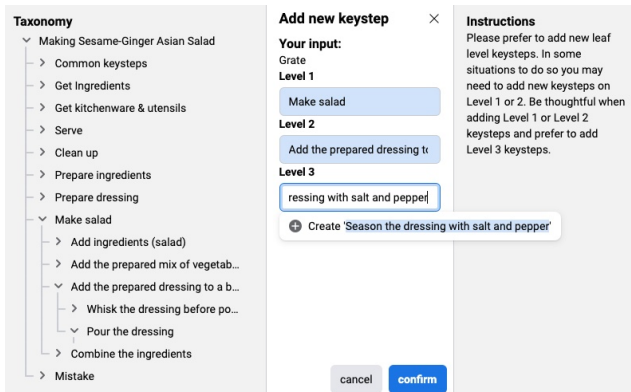 Taxonomy
Making Sesame-Ginger Asian Salad
Common keysteps
Get Ingredients
Get kitchenware & utensils
Serve
Clean up
Prepare ingredients
Prepare dressing
Make salad
Add ingredients (salad)
Add the prepared mix of vegetab...
Add the prepared dressing to a b...
Whisk the dressing before po...
Pour the dressing
Combine the ingredients
Mistake
Add new keystep
Your input:
Grate
Level 1
Make salad
Level 2
Add the prepared dressing to
Level 3
ressing with salt and pepper
Create 'Season the dressing with salt and pepper'
cancel confirm
Instructions
Please prefer to add new leaf
level keysteps. In some
situations to do so you may
need to add new keysteps on
Level 1 or 2. Be thoughtful when
adding Level 1 or Level 2
keysteps and prefer to add
Level 3 keysteps.